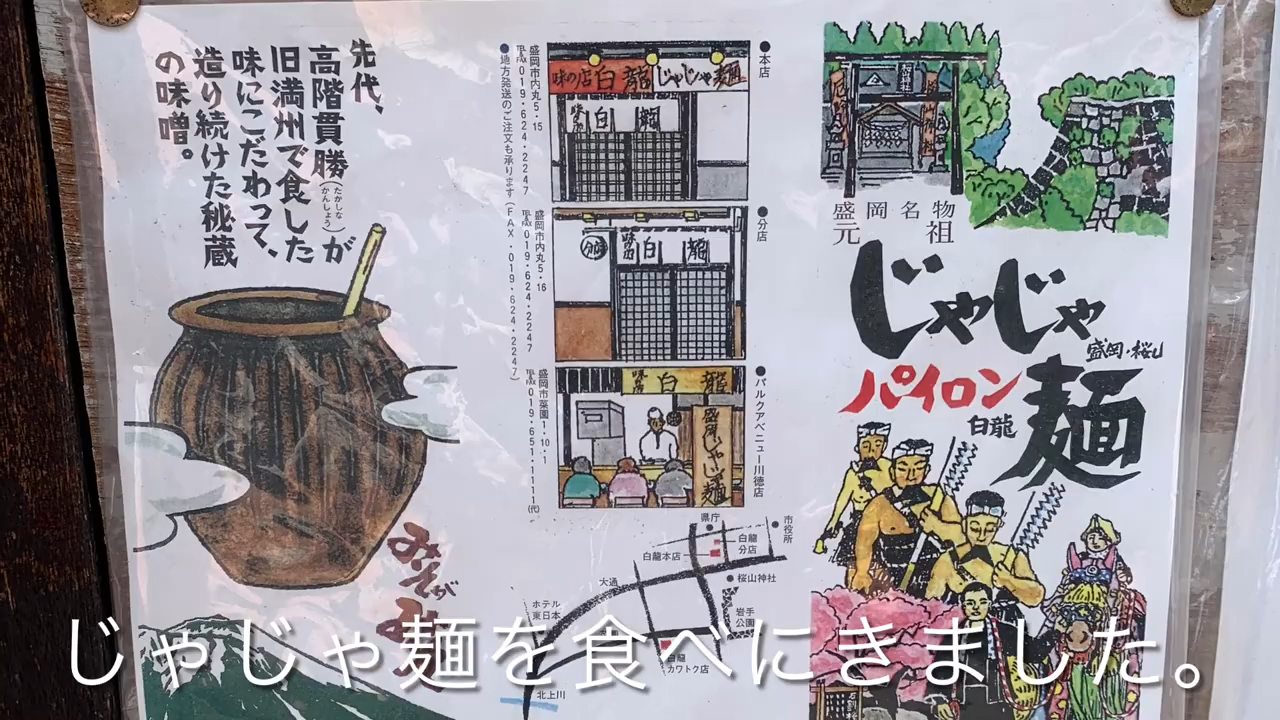 盛岡名物
元祖
じゃじゃ
麺
盛岡・桜山
パイロン
白龍
●本店
味の店白龍じゃじゃ麺
白龍
盛岡市内丸5・15
TEL019・624・2247
●地方発送のご注文も承ります(FAX・019・624・2247)
●分店
分店
白龍
盛岡市内丸5・16
TEL019・624・2247
●パルクアベニュー川徳店
白龍
盛岡じゃじゃ麺
盛岡市菜園1・10・1
TEL019・651・1111(代)
県庁
市役所
白龍本店
白龍
分店
大通
桜山神社
ホテル
東日本
岩手
公園
白龍
カワトク店
北上川
先代、
高階貫勝(たかしな かんしょう)が
旧満州で食した
味にこだわって、
造り続けた秘蔵
の味噌。
みそが
じゃじゃ麺を食べにきました。